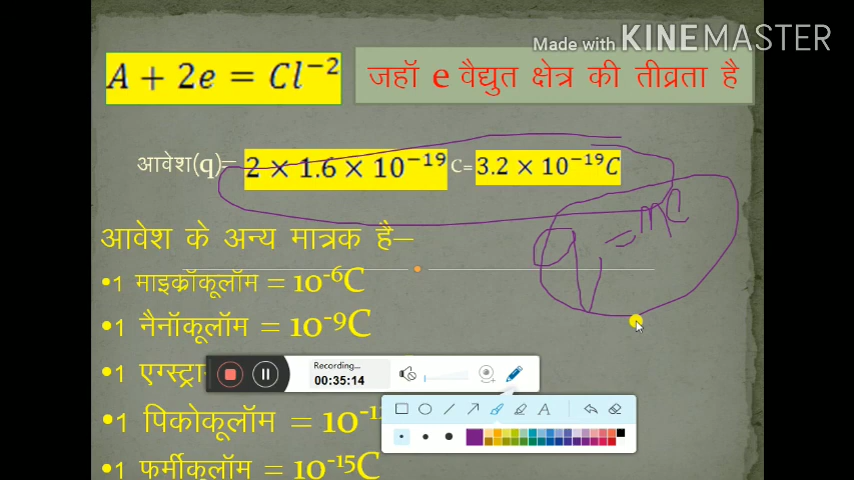 Made with KINEMASTER
A + 2e = Cl⁻² जहॉ e वैद्युत क्षेत्र की तीव्रता है
आवेश(q)= 2 × 1.6 × 10⁻¹⁹ C= 3.2 × 10⁻¹⁹C
q = mC
आवेश के अन्य मात्रक है–
•1 माइक्रॉकूलॉम = 10⁻⁶C
•1 नैनॉकूलॉम = 10⁻⁹C
•1 एग्स्ट्रा
Recording...
00:35:14
•1 पिकोकूलॉम = 10
A
•1 फर्मीकूलॉम = 10⁻¹⁵C